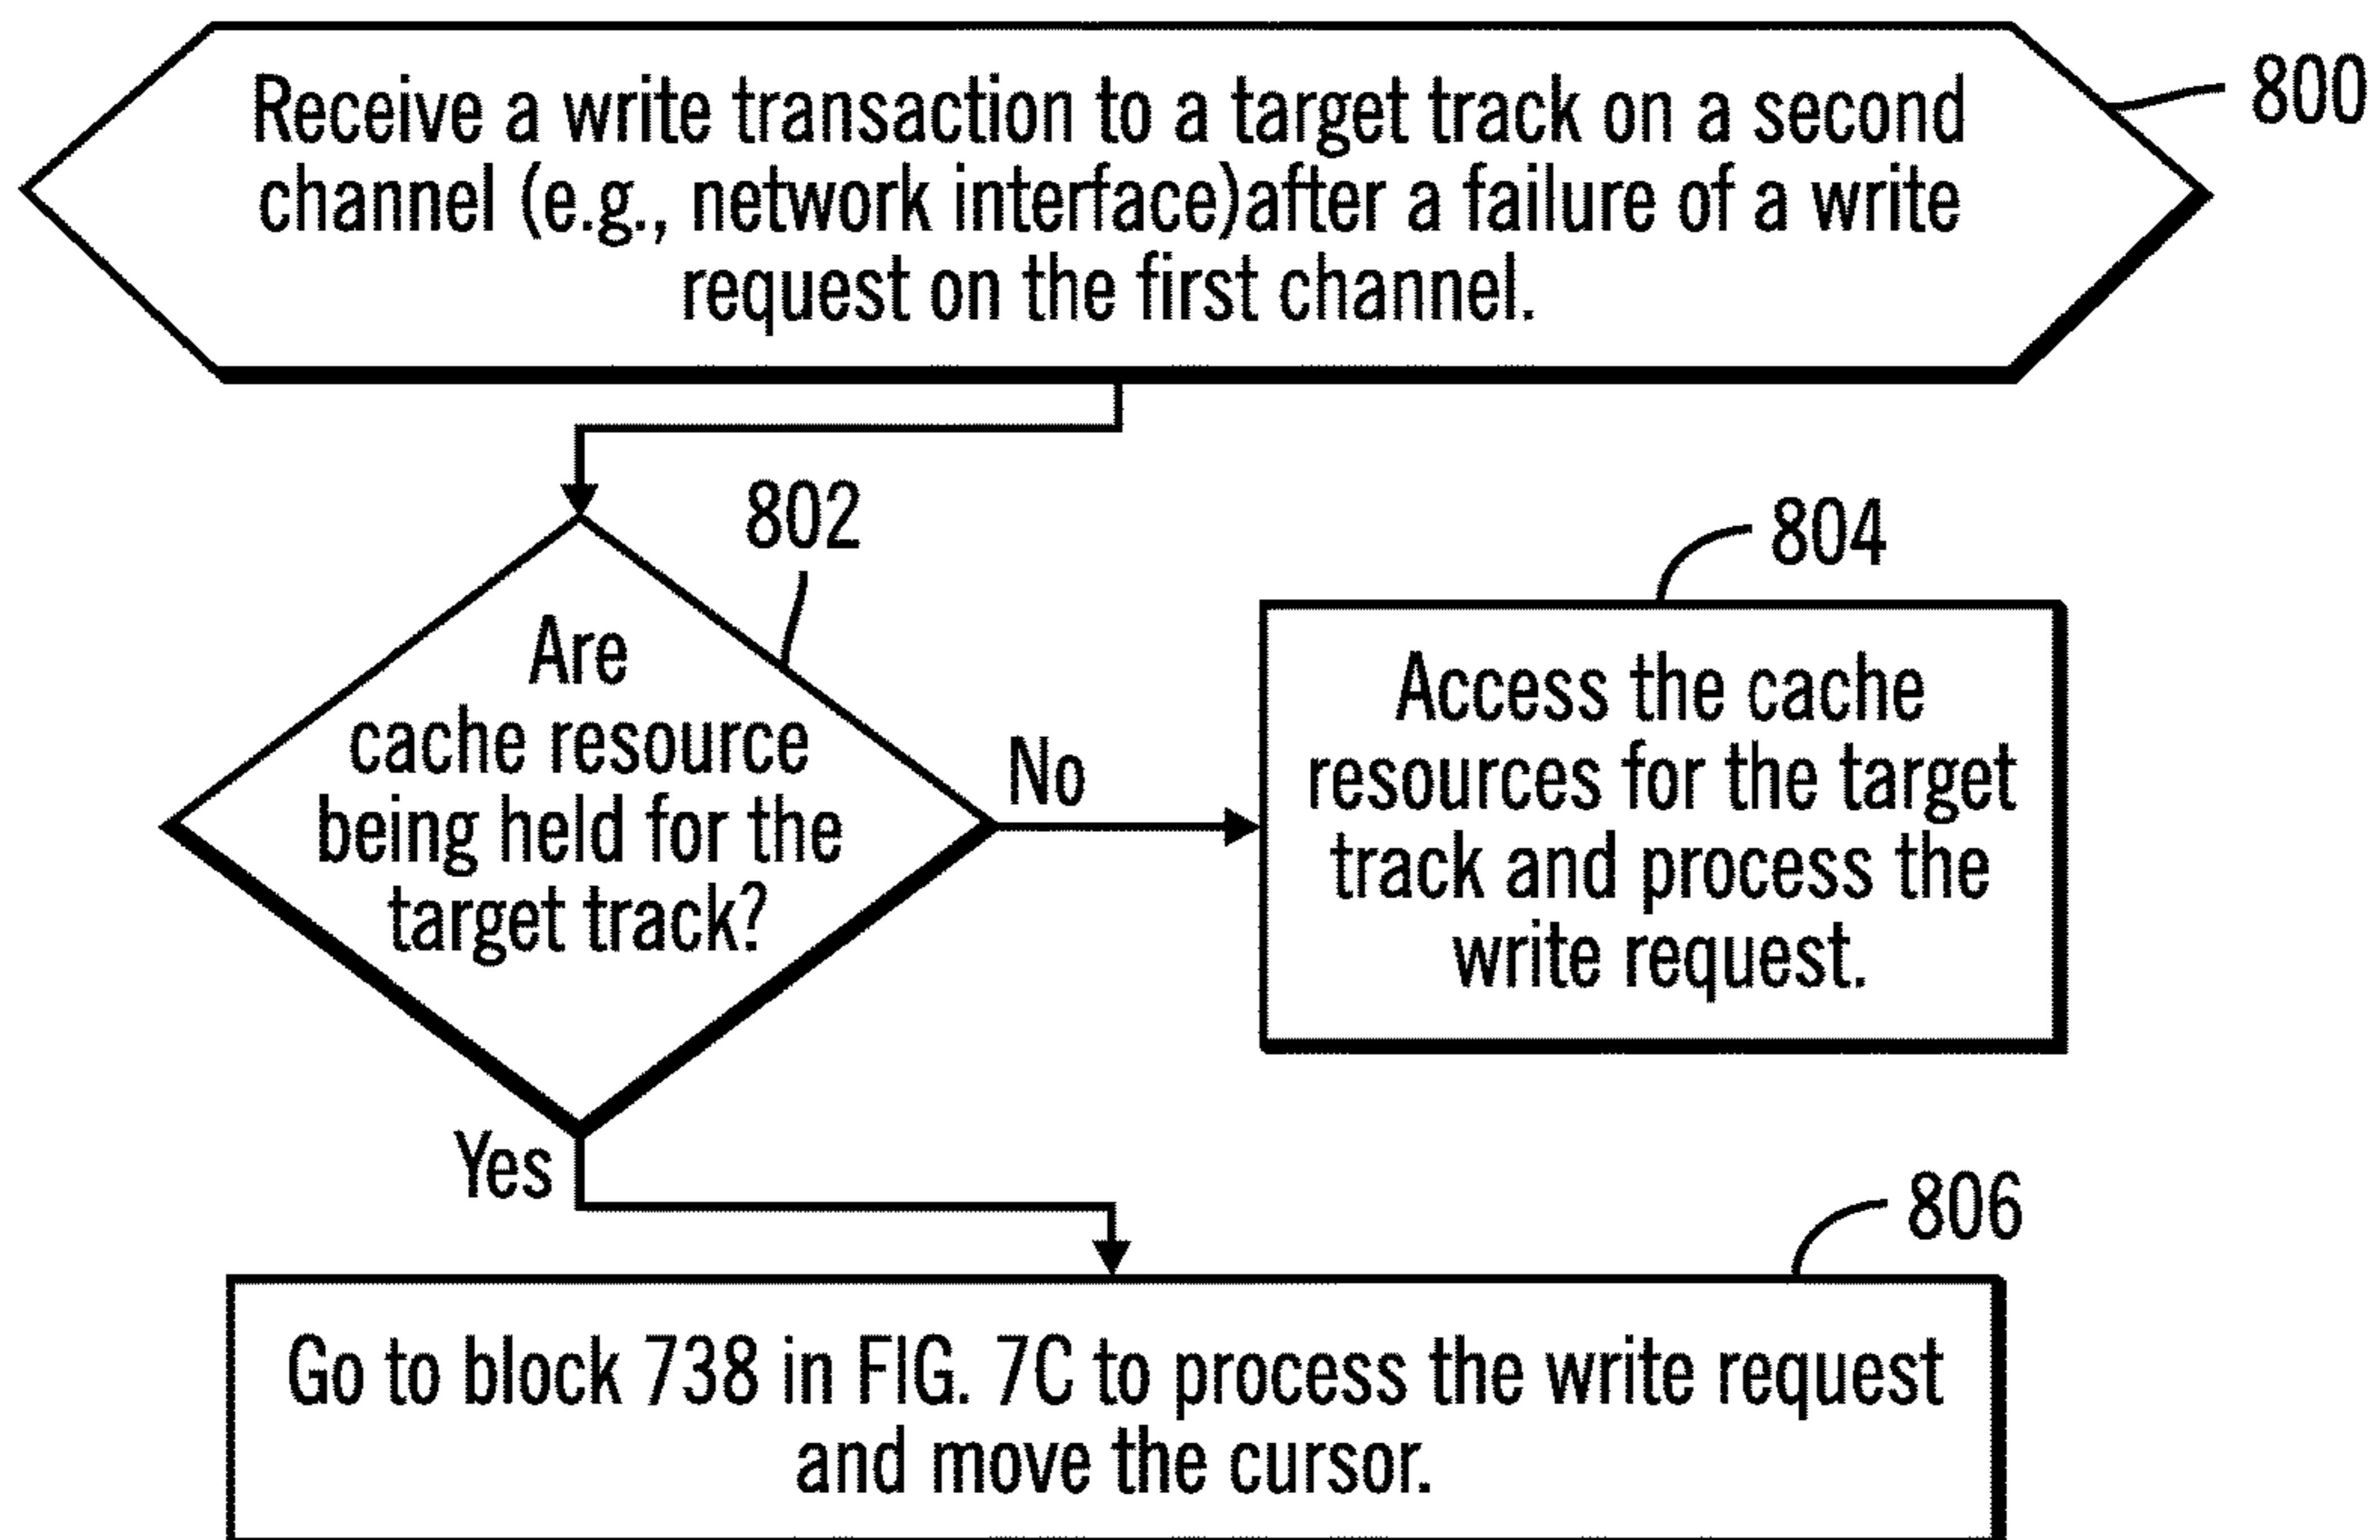 Receive a write transaction to a target track on a second
channel (e.g., network interface)after a failure of a write
request on the first channel.
800
802
Are
cache resource
being held for the
target track?
No
804
Access the cache
resources for the target
track and process the
write request.
Yes
806
Go to block 738 in FIG. 7C to process the write request
and move the cursor.